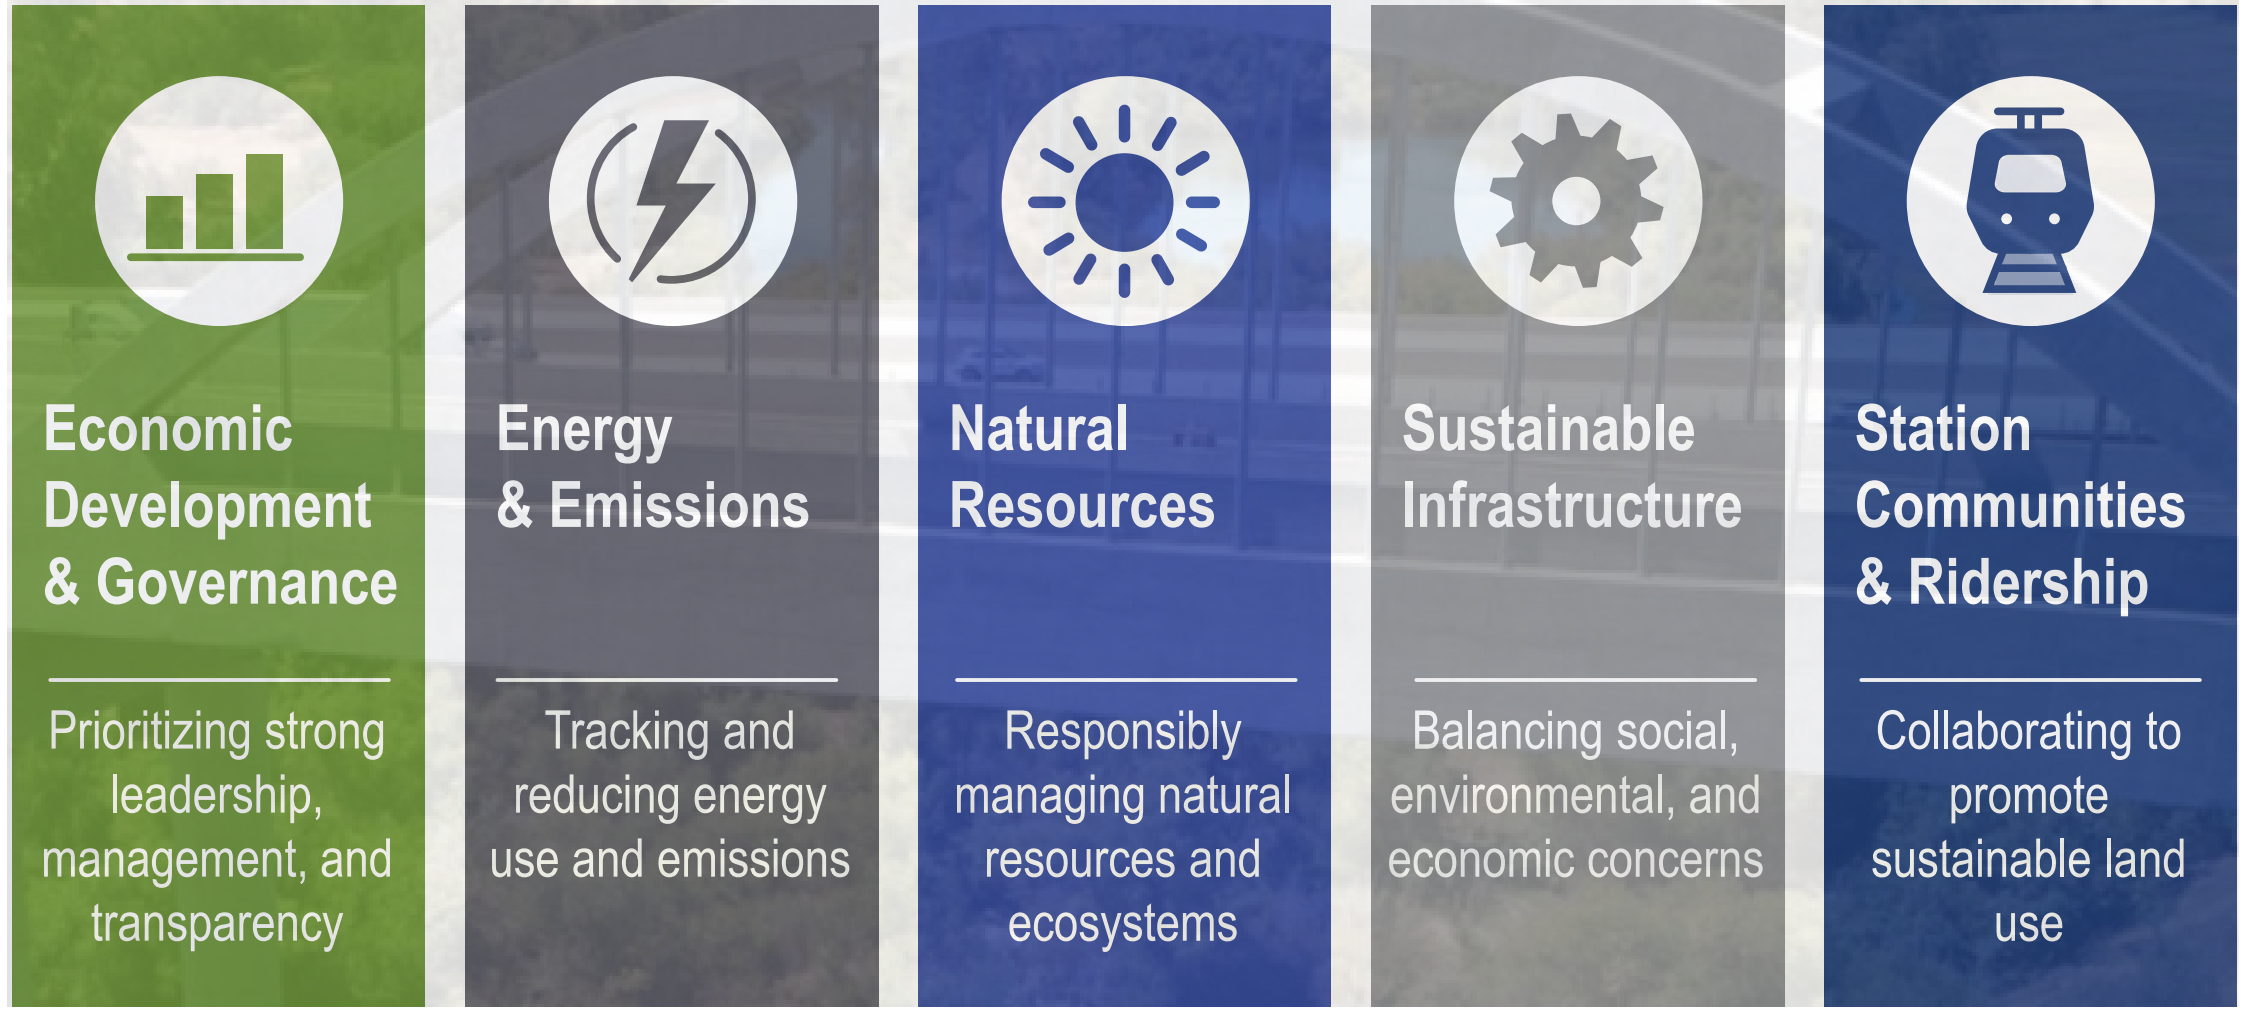 Economic
Development
& Governance
Prioritizing strong
leadership,
management, and
transparency
Energy
& Emissions
Tracking and
reducing energy
use and emissions
Natural
Resources
Responsibly
managing natural
resources and
ecosystems
Sustainable
Infrastructure
Balancing social,
environmental, and
economic concerns
Station
Communities
& Ridership
Collaborating to
promote
sustainable land
use